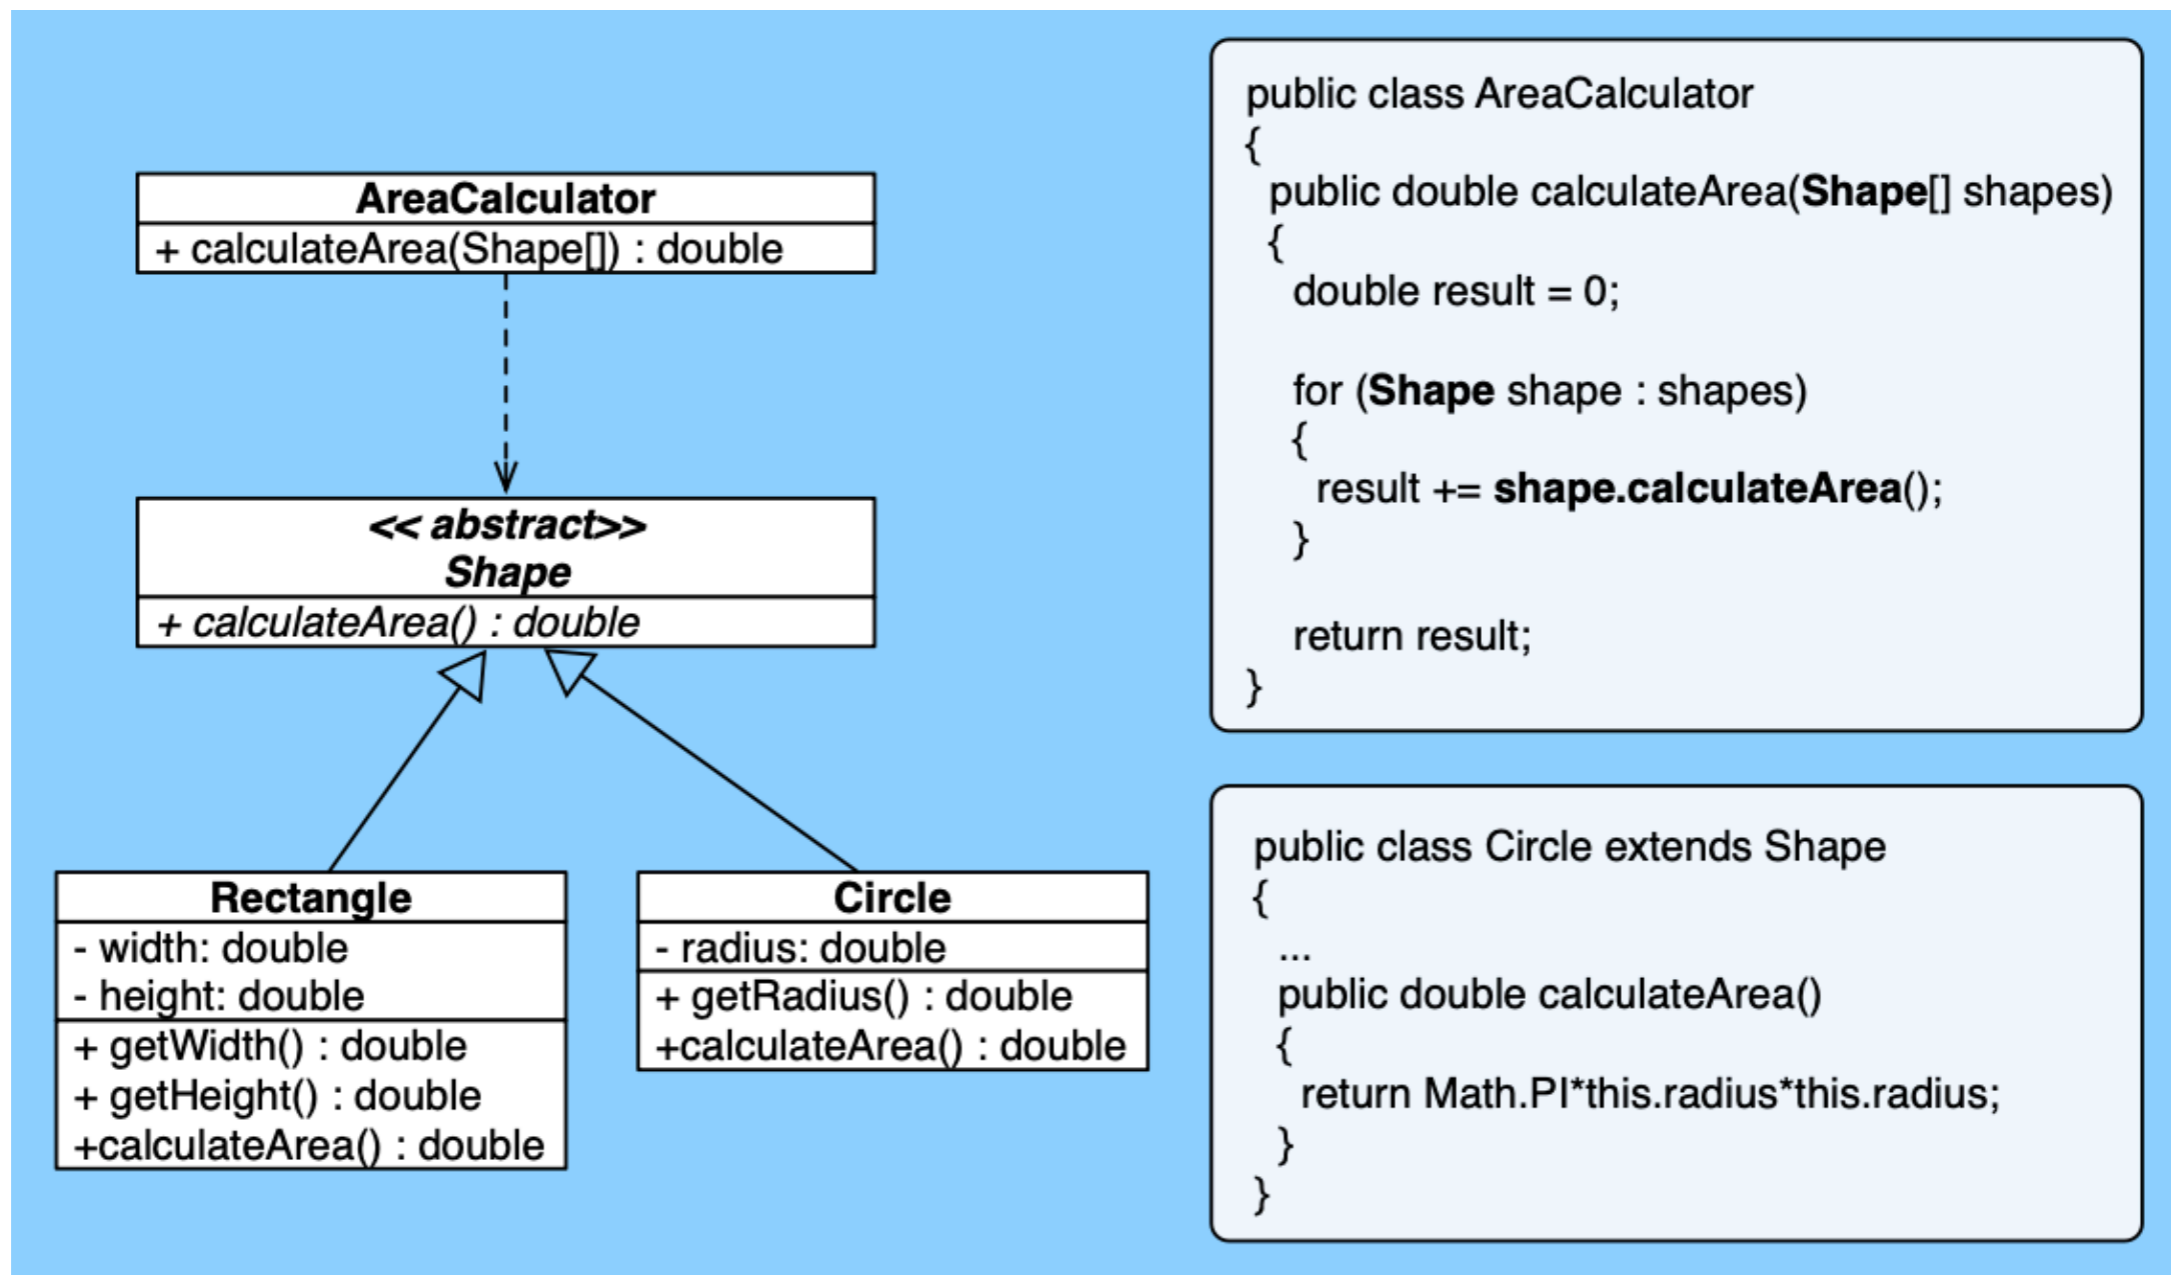 AreaCalculator
+ calculateArea(Shape[]) : double
<< abstract>>
Shape
+ calculateArea() : double
Rectangle
- width: double
- height: double
+ getWidth() : double
+ getHeight() : double
+calculateArea() : double
Circle
- radius: double
+ getRadius() : double
+calculateArea() : double
public class AreaCalculator
{
public double calculateArea(Shape[] shapes)
{
double result = 0;
for (Shape shape : shapes)
{
result += shape.calculateArea();
}
return result;
}
public class Circle extends Shape
{
...
public double calculateArea()
{
return Math.PI*this.radius*this.radius;
}
}